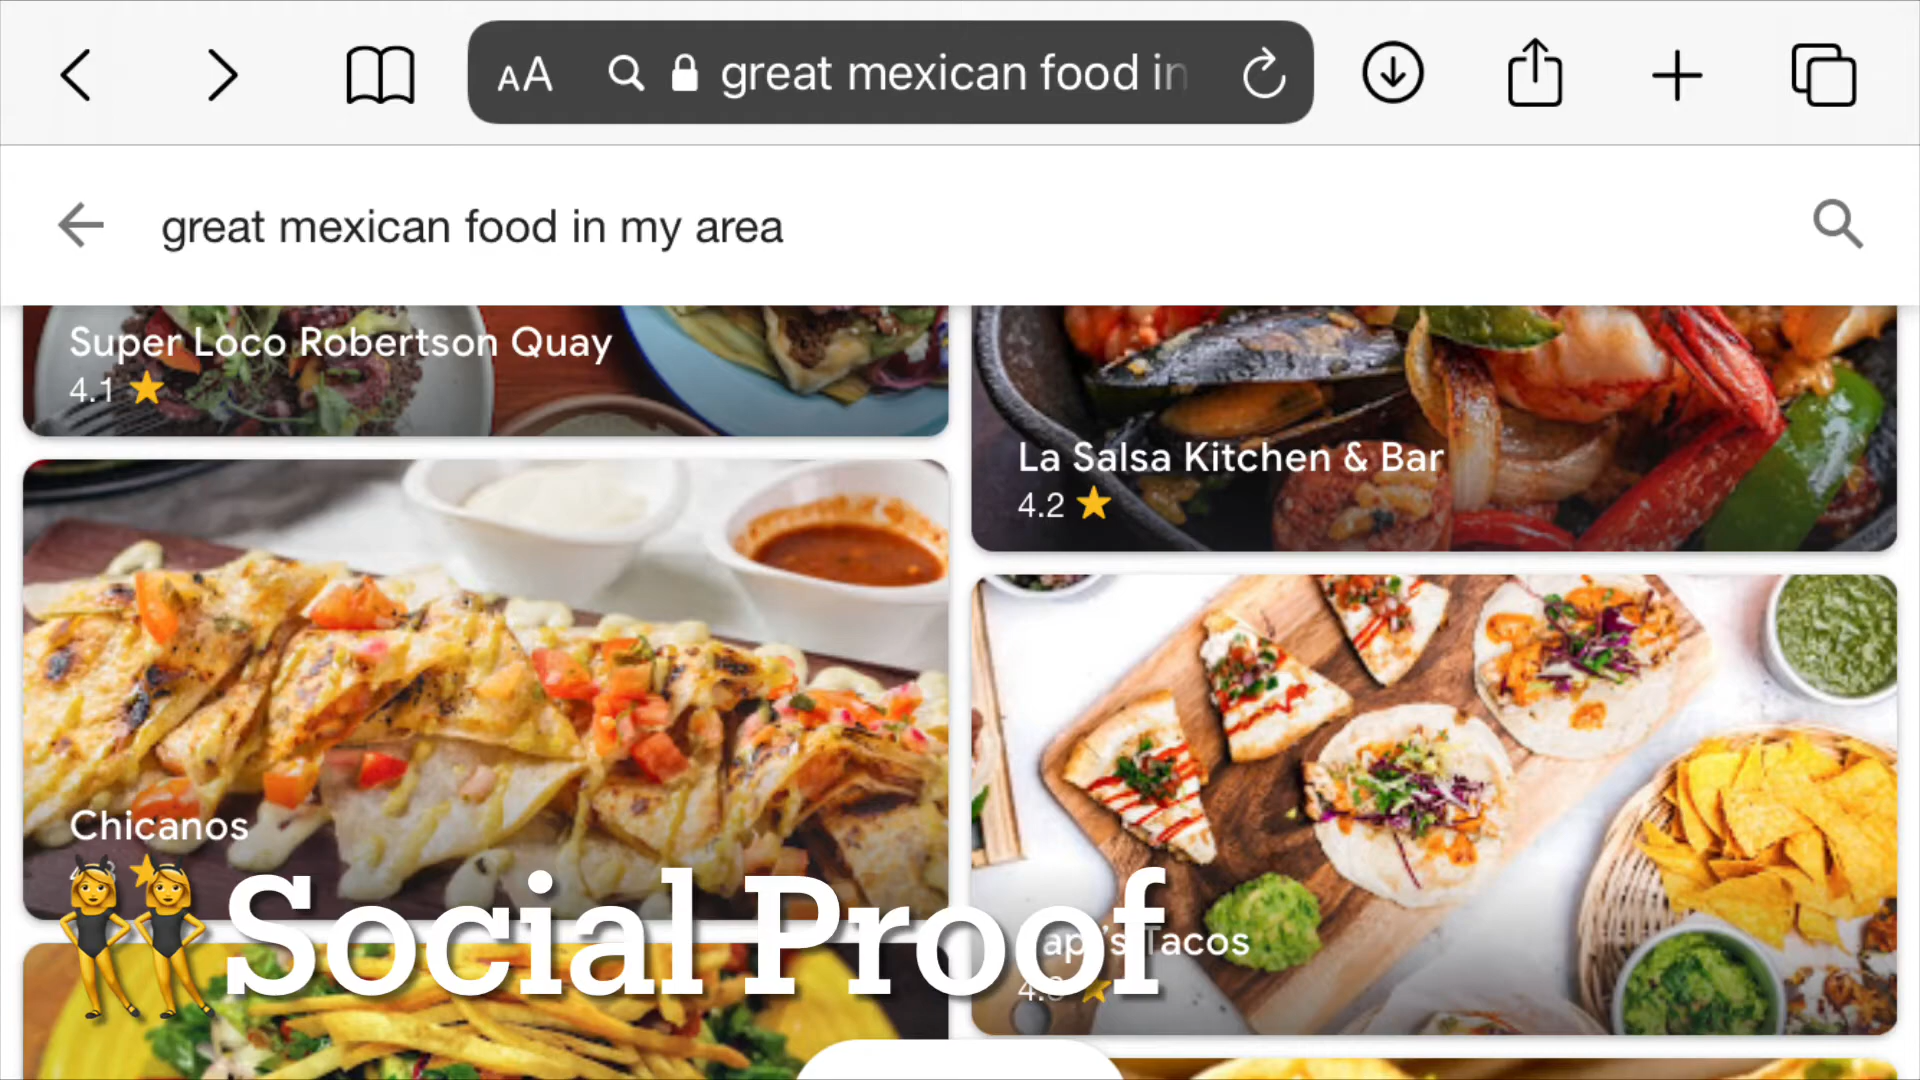 AA great mexican food in
great mexican food in my area
Super Loco Robertson Quay
4.1
La Salsa Kitchen & Bar
4.2
Chicanos
Social Proof
Tacos